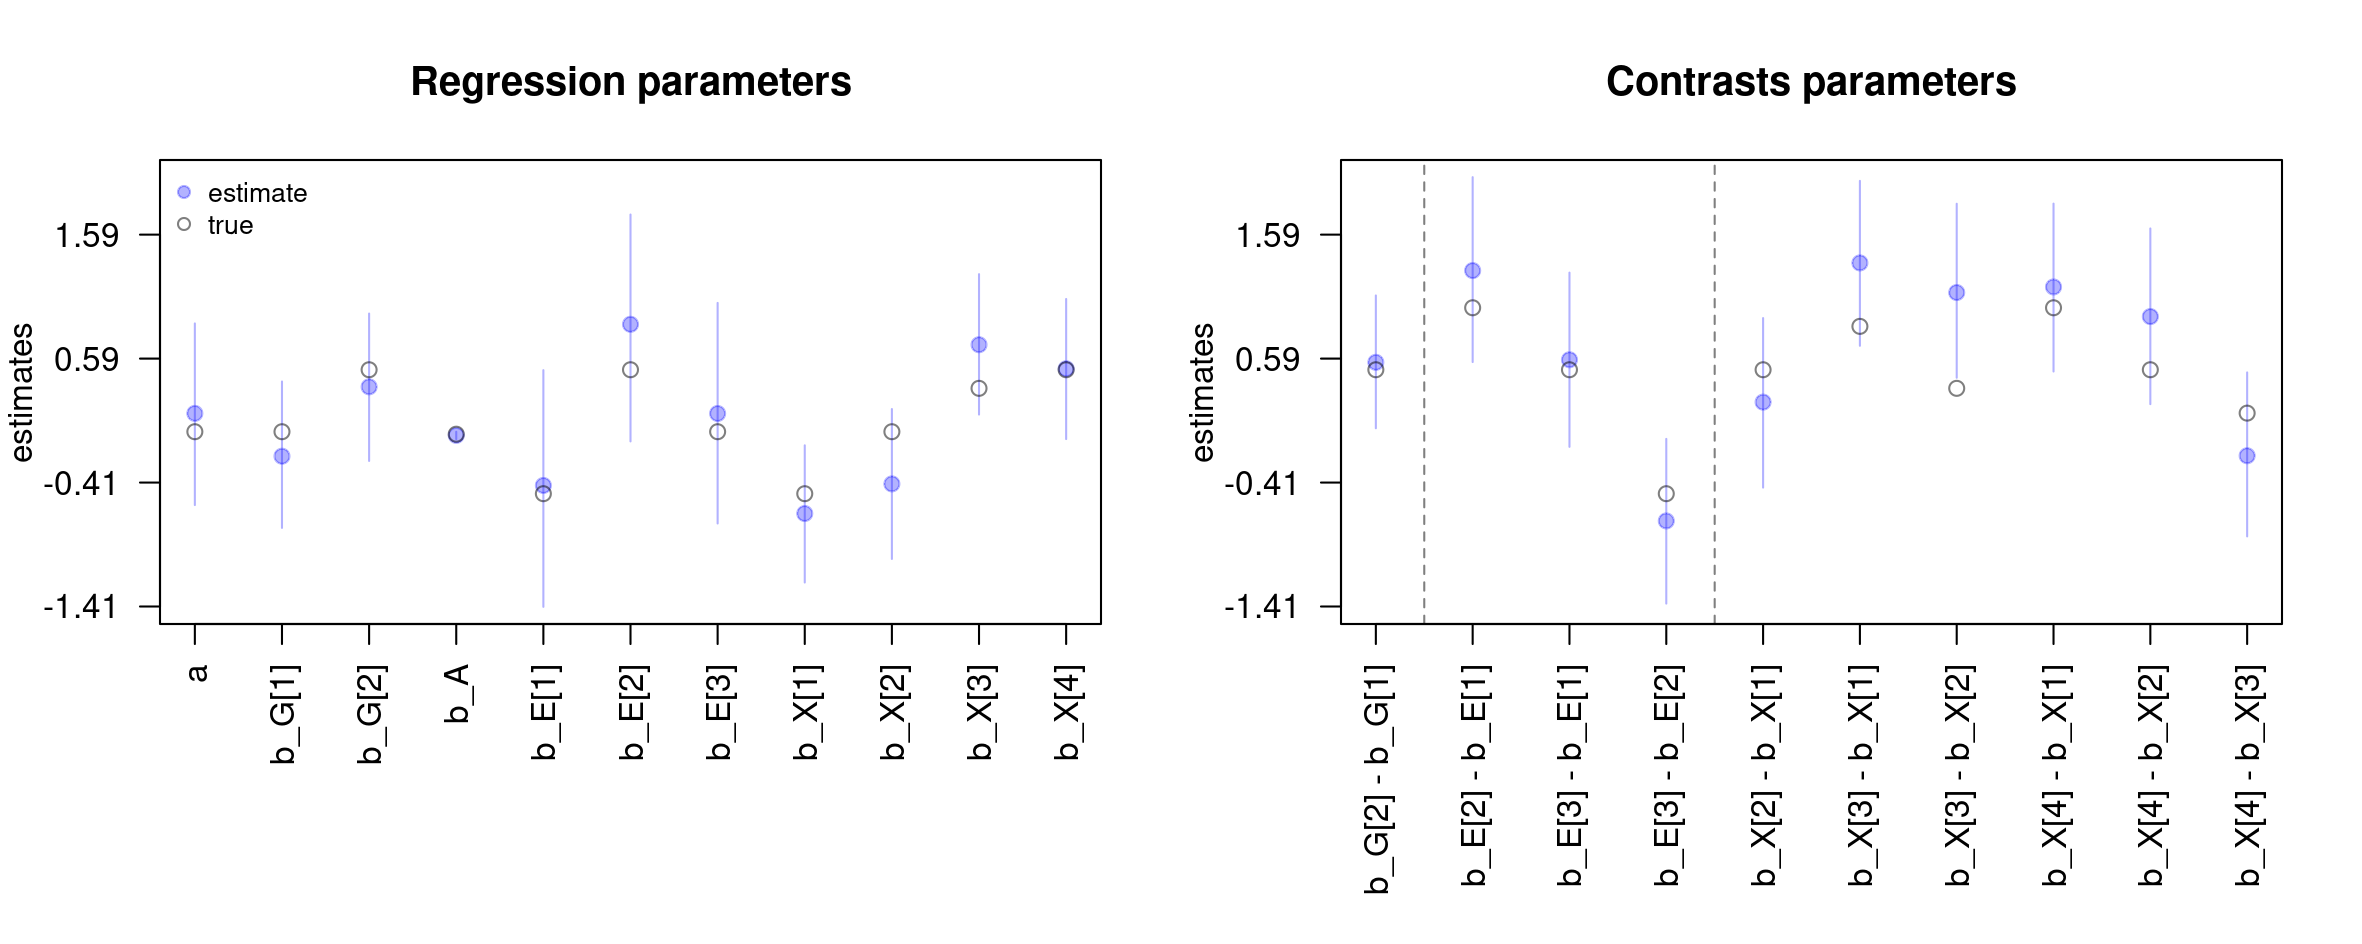 Regression parameters
estimates
1.59
0.59
-0.41
-1.41
estimate
true
a
b_G[1]
b_G[2]
b_A
b_E[1]
b_E[2]
b_E[3]
b_X[1]
b_X[2]
b_X[3]
b_X[4]
Contrasts parameters
estimates
1.59
0.59
-0.41
-1.41
b_G[2] - b_G[1]
b_E[2] - b_E[1]
b_E[3] - b_E[1]
b_E[3] - b_E[2]
b_X[2] - b_X[1]
b_X[3] - b_X[1]
b_X[3] - b_X[2]
b_X[4] - b_X[1]
b_X[4] - b_X[2]
b_X[4] - b_X[3]